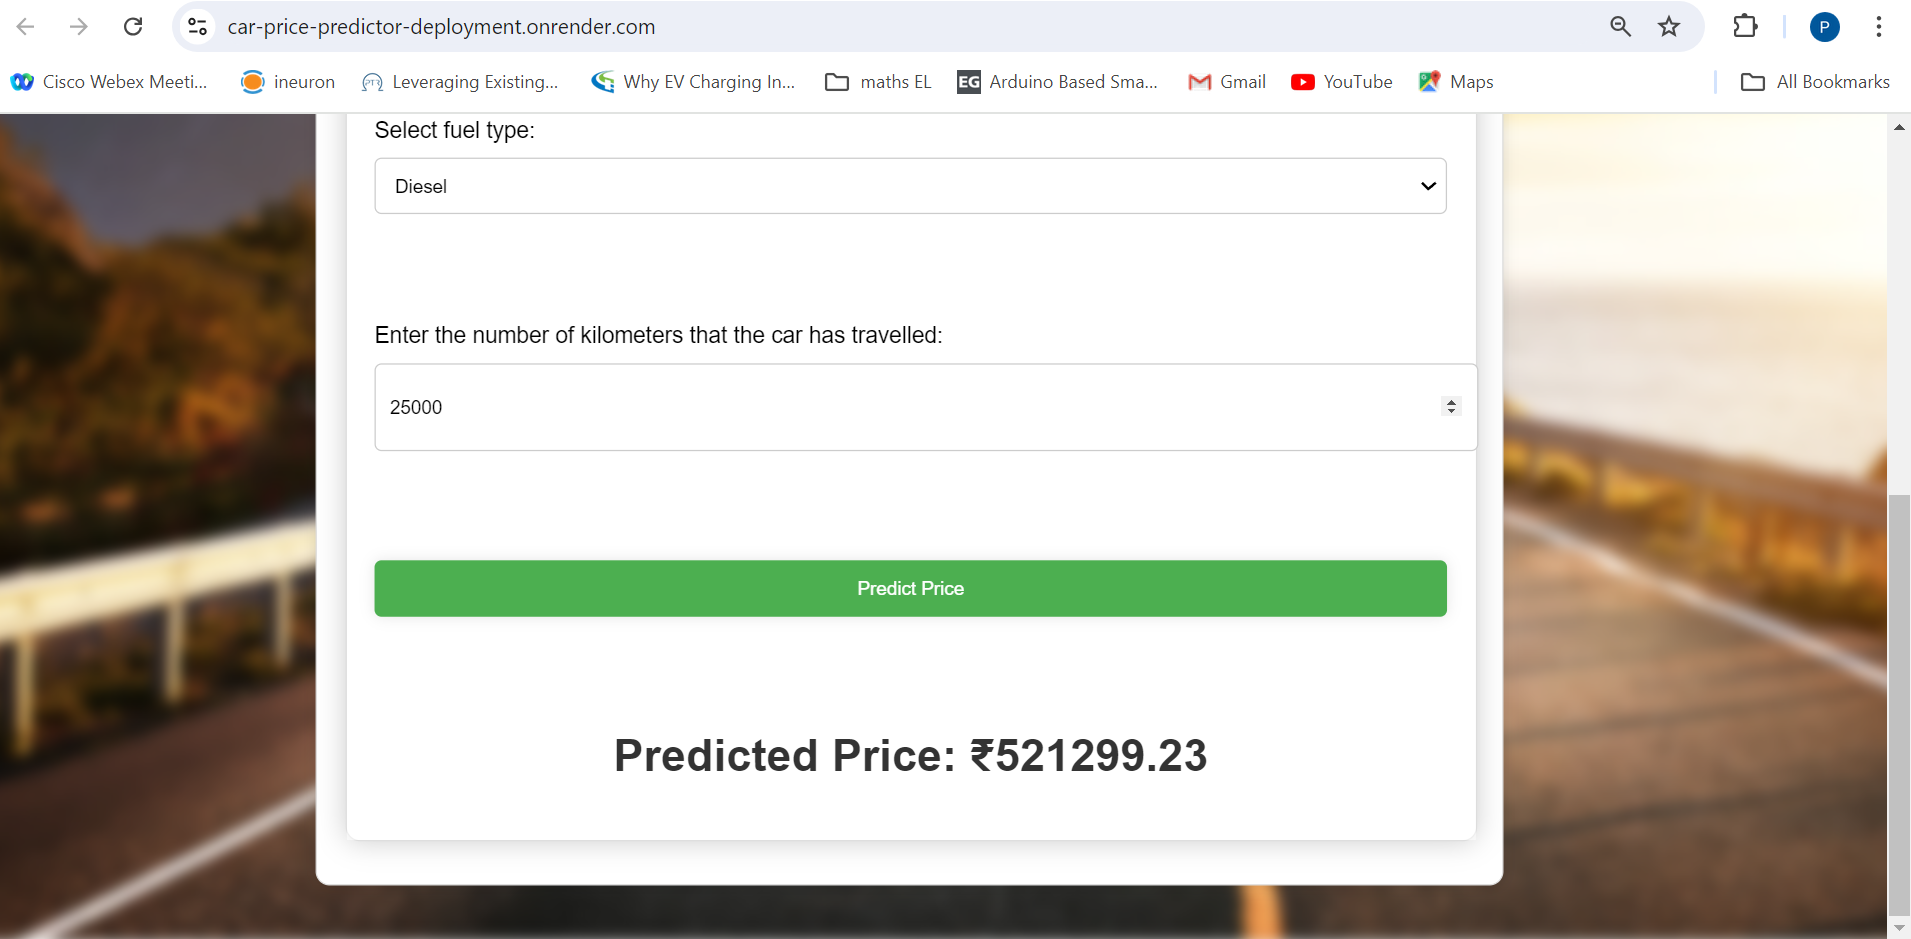 car-price-predictor-deployment.onrender.com
P
Cisco Webex Meeti... ineuron PTR Leveraging Existing... Why EV Charging In... maths EL EG Arduino Based Sma... Gmail YouTube Maps All Bookmarks
Select fuel type:
Diesel
Enter the number of kilometers that the car has travelled:
25000
Predict Price
Predicted Price: ₹521299.23